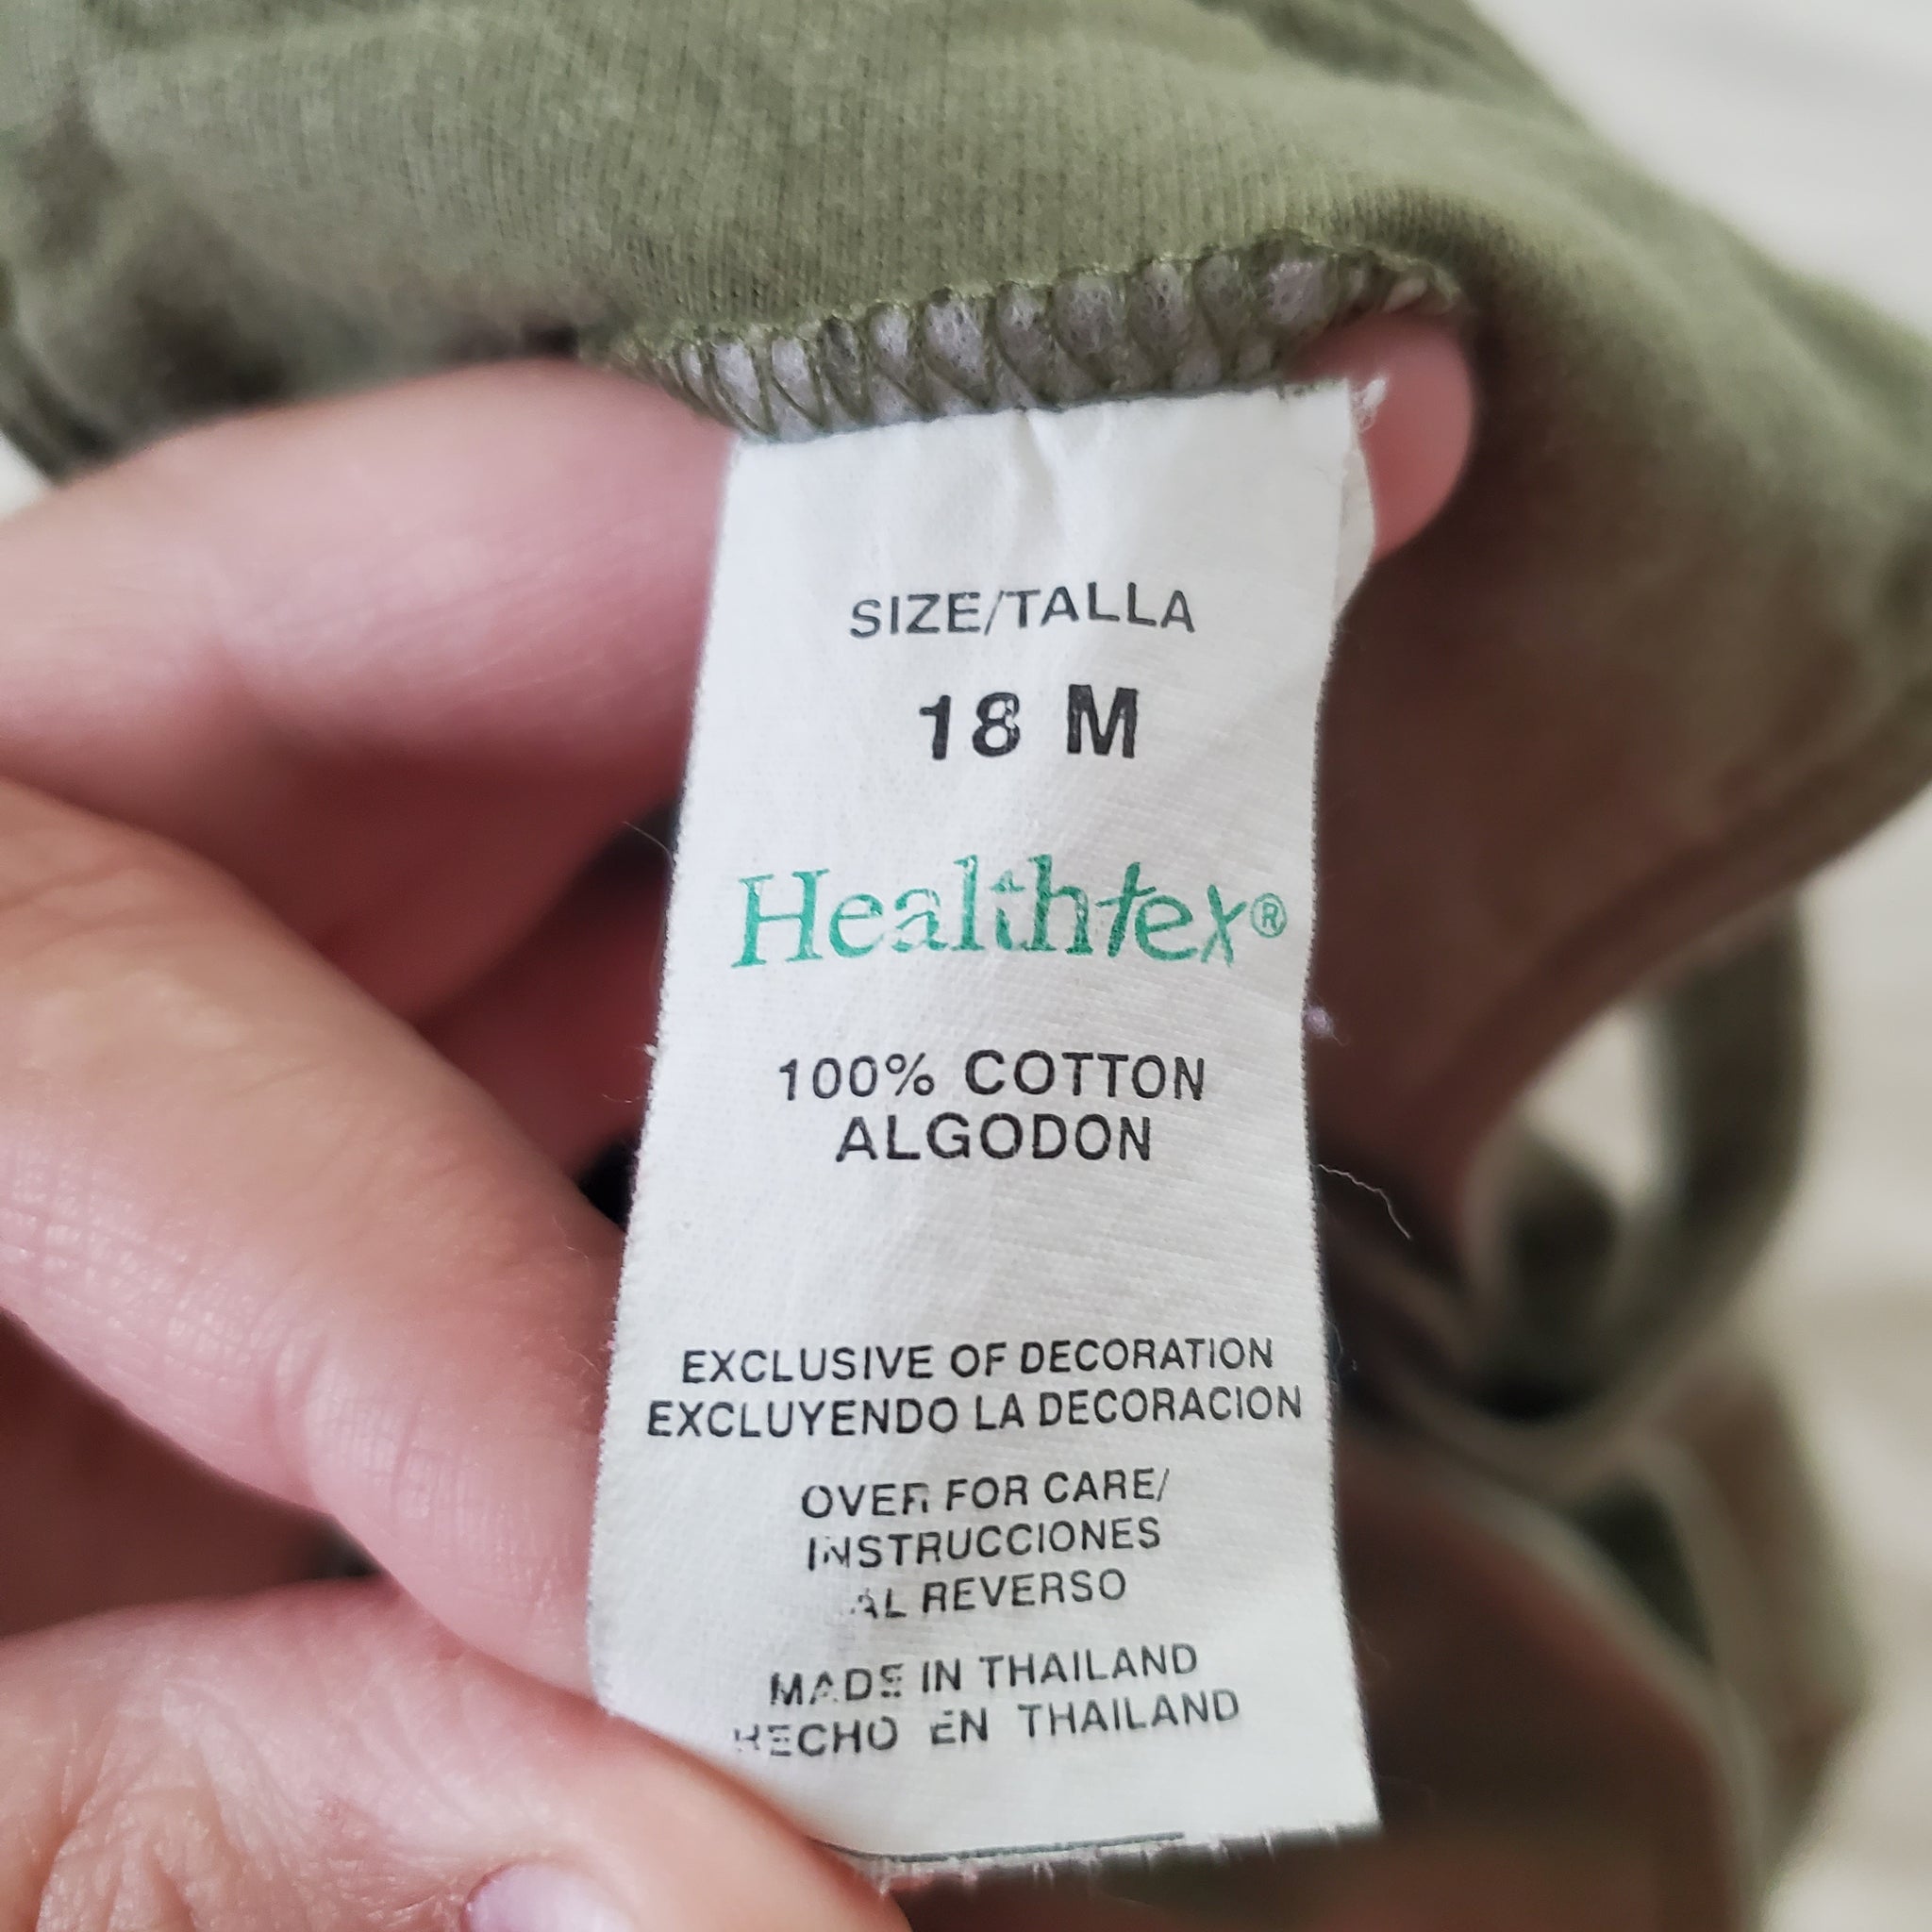 SIZE/TALLA
18 M
Healthtex®
100% COTTON
ALGODON
EXCLUSIVE OF DECORATION
EXCLUYENDO LA DECORACION
OVER FOR CARE/
INSTRUCCIONES
AL REVERSO
MADE IN THAILAND
HECHO EN THAILAND